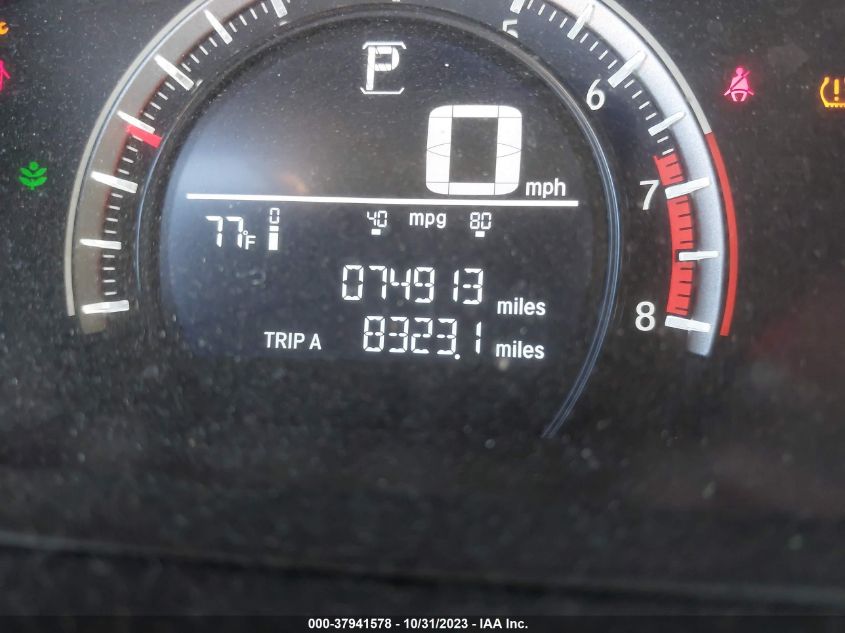 5
P
6
0 mph
7
77°F 0 40 mpg 80
074913 miles
8
TRIP A 8323.1 miles
000-37941578 - 10/31/2023 - IAA Inc.